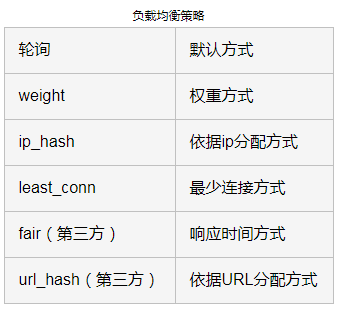 负载均衡策略
轮询 默认方式
weight 权重方式
ip_hash 依据ip分配方式
least_conn 最少连接方式
fair（第三方） 响应时间方式
url_hash（第三方） 依据URL分配方式